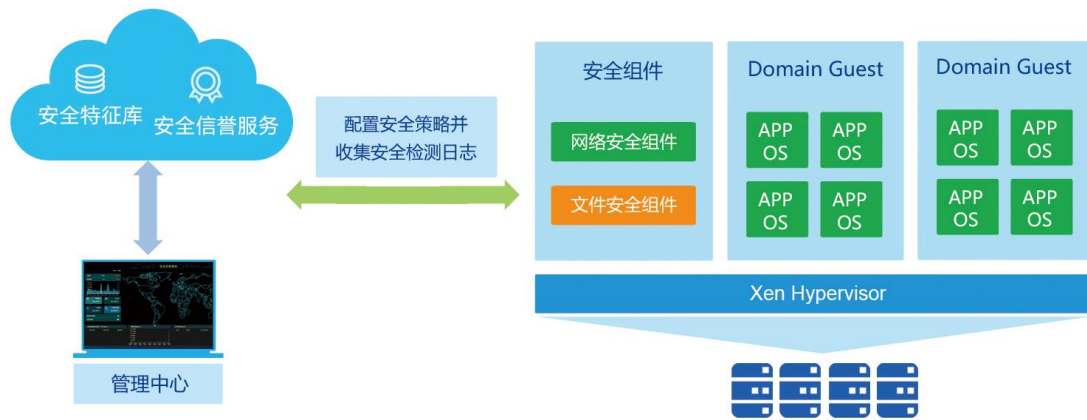 安全特征库
安全信誉服务
管理中心
配置安全策略并
收集安全检测日志
安全组件
网络安全组件
文件安全组件
Domain Guest
APP
OS
APP
OS
APP
OS
APP
OS
Domain Guest
APP
OS
APP
OS
APP
OS
APP
OS
Xen Hypervisor